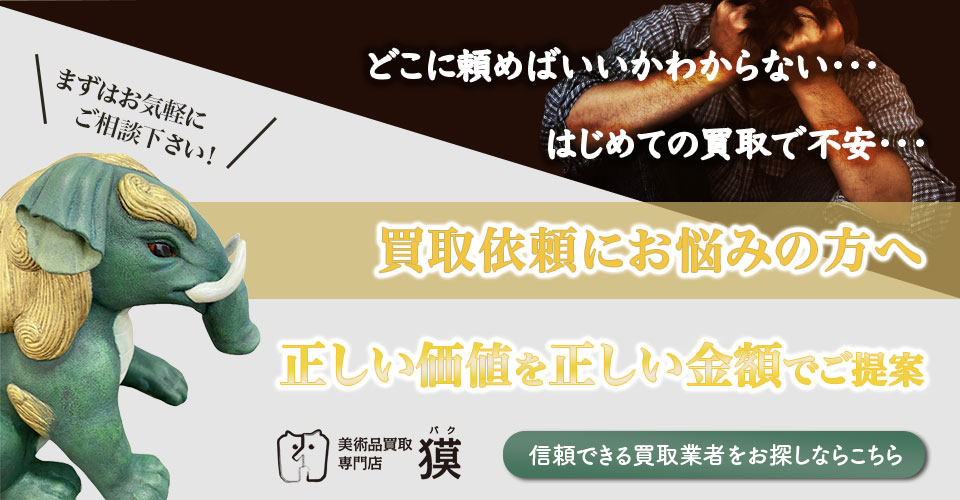 どこに頼めばいいかわからない・・・
はじめての買取で不安・・・
まずはお気軽に
ご相談下さい!
買取依頼にお悩みの方へ
正しい価値を正しい金額でご提案
美術品買取
専門店
バク
獏
信頼できる買取業者をお探しならこちら